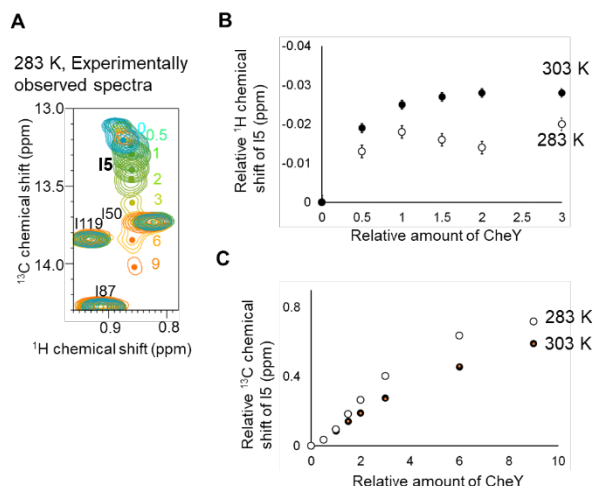 A
283 K, Experimentally
observed spectra
13.0
13.5
14.0
¹³C chemical shift (ppm)
0
0.5
I5
1
2
3
I50
I119
6
9
I87
0.9
0.8
¹H chemical shift (ppm)
B
-0.04
-0.03
-0.02
-0.01
0
Relative ¹H chemical
shift of I5 (ppm)
303 K
283 K
0
0.5
1
1.5
2
3
Relative amount of CheY
C
0.8
0.4
0
Relative ¹³C chemical
shift of I5 (ppm)
283 K
303 K
0
2
4
6
8
10
Relative amount of CheY